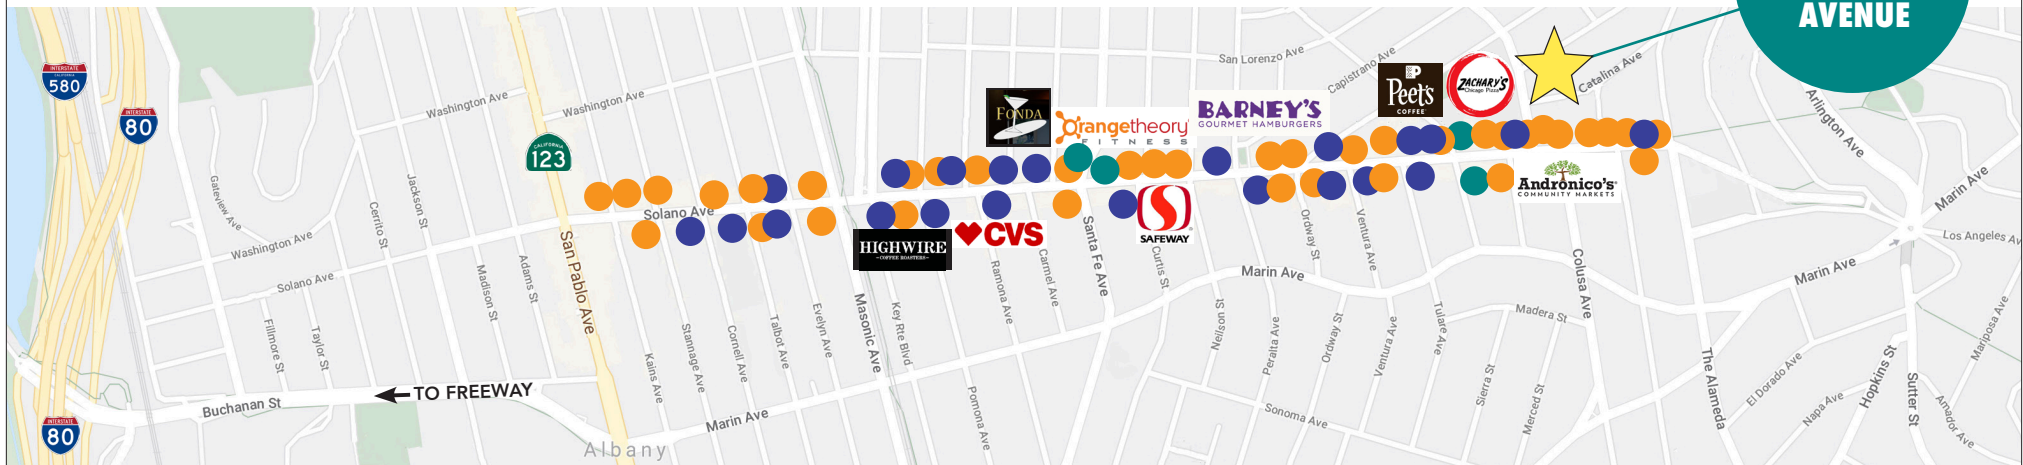 AVENUE
INTERSTATE
CALIFORNIA
580
INTERSTATE
80
CALIFORNIA
123
INTERSTATE
80
San Lorenzo Ave
Capistrano Ave
Catalina Ave
Peet's
COFFEE
ZACHARY'S
Chicago Pizza
FONDA
Orangetheory
FITNESS
BARNEY'S
GOURMET HAMBURGERS
Washington Ave
Washington Ave
Arlington Ave
Gateview Ave
Jackson St
Cerrito St
Solano Ave
Andronico's
COMMUNITY MARKETS
Marin Ave
Los Angeles Av
HIGHWIRE
COFFEE ROASTERS
CVS
SAFEWAY
Santa Fe Ave
Curtis St
Ordway St
Ventura Ave
Washington Ave
Solano Ave
Madison St
Adams St
San Pablo Ave
Ramona Ave
Carmel Ave
Marin Ave
Colusa Ave
Marin Ave
Fillmore St
Taylor St
Kains Ave
Stannage Ave
Cornell Ave
Talbot Ave
Evelyn Ave
Masonic Ave
Key Rte Blvd
Neilson St
Peralta Ave
Ordway St
Ventura Ave
Tulare Ave
Madera St
Mariposa Ave
Buchanan St
TO FREEWAY
Marin Ave
Albany
Pomona Ave
Sonoma Ave
Sierra St
Merced St
The Alameda
El Dorado Ave
Napa Ave
Hopkins St
Sutter St
Amador Ave